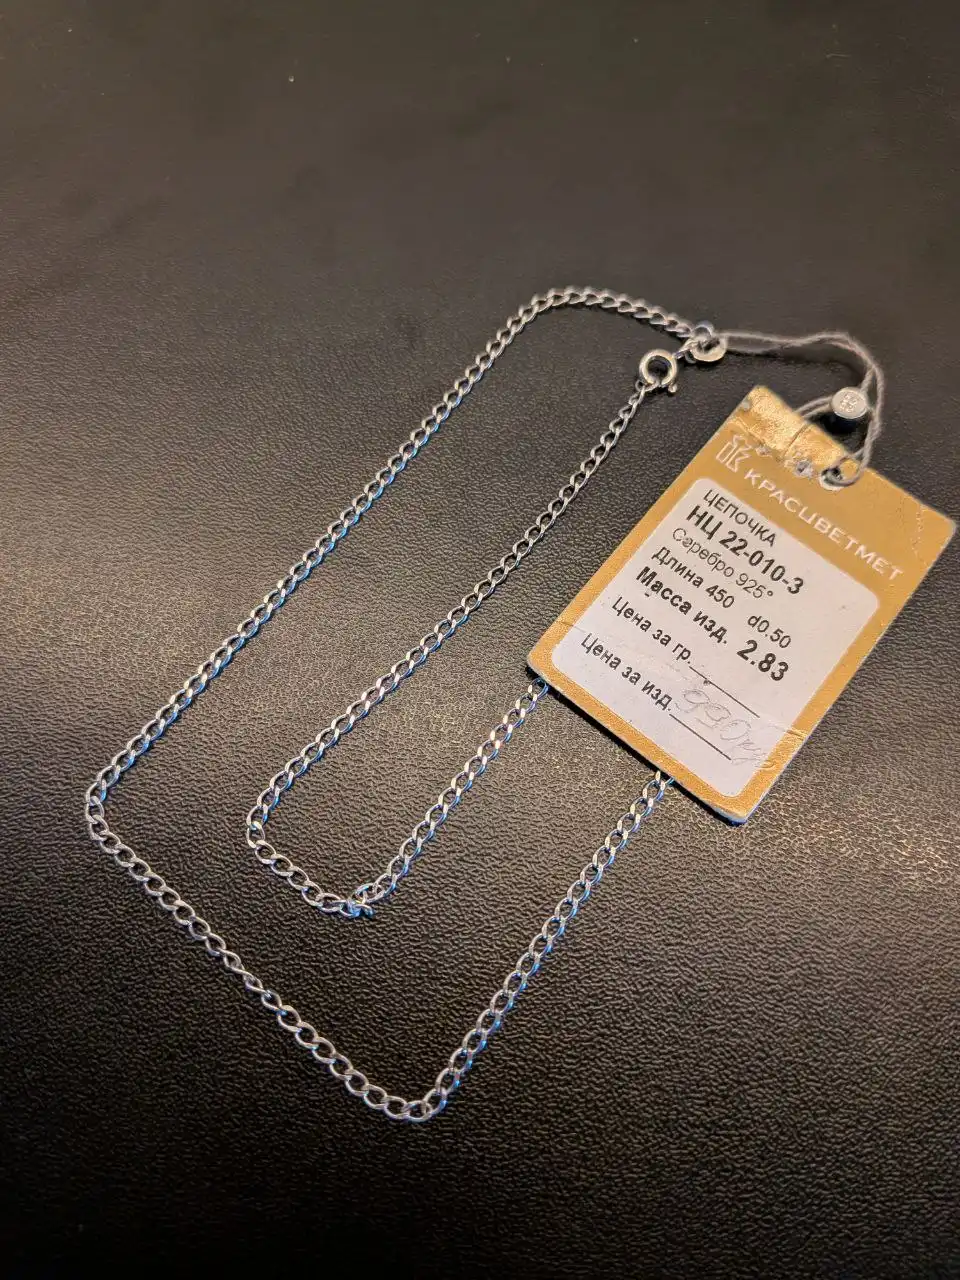 КРАСЦВЕТМЕТ
ЦЕПОЧКА
НЦ 22-010-3
Серебро 925°
Длина 450 d0.50
Масса изд. 2.83
Цена за гр.
Цена за изд. 990